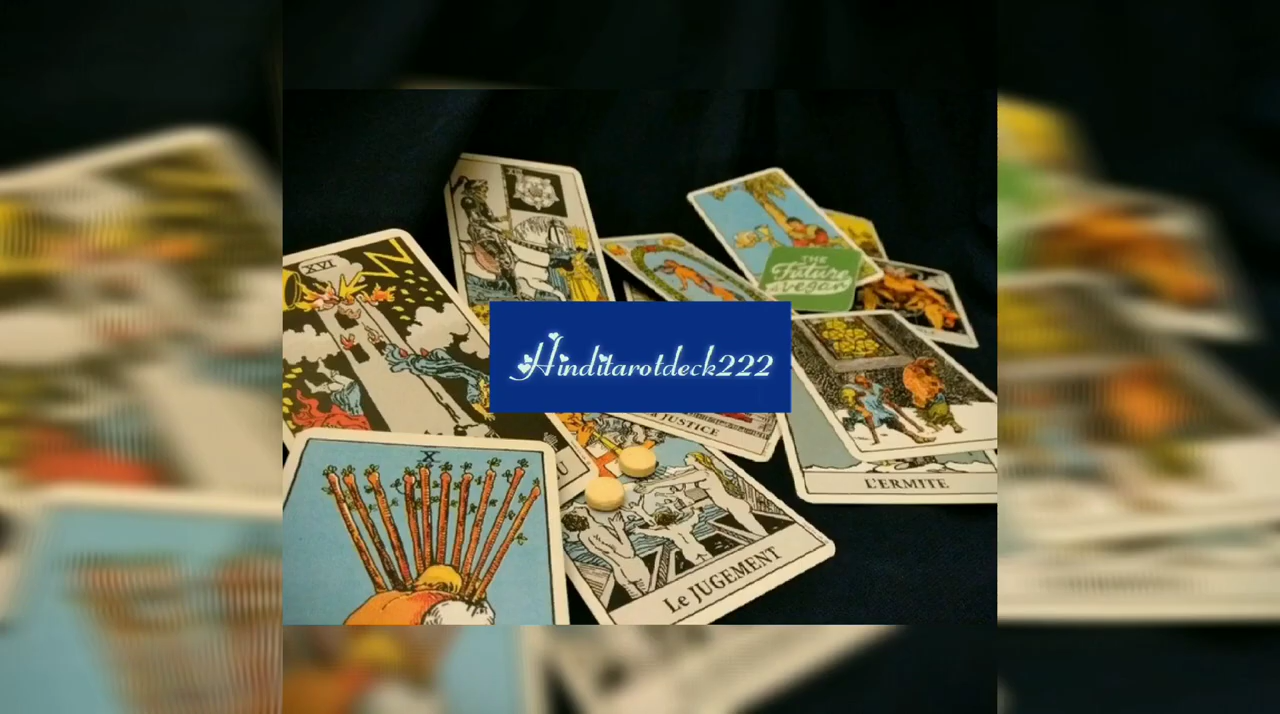 XVI
THE
Future
is vegan
Hinditarotdeck222
JUSTICE
X
L'ERMITE
Le JUGEMENT